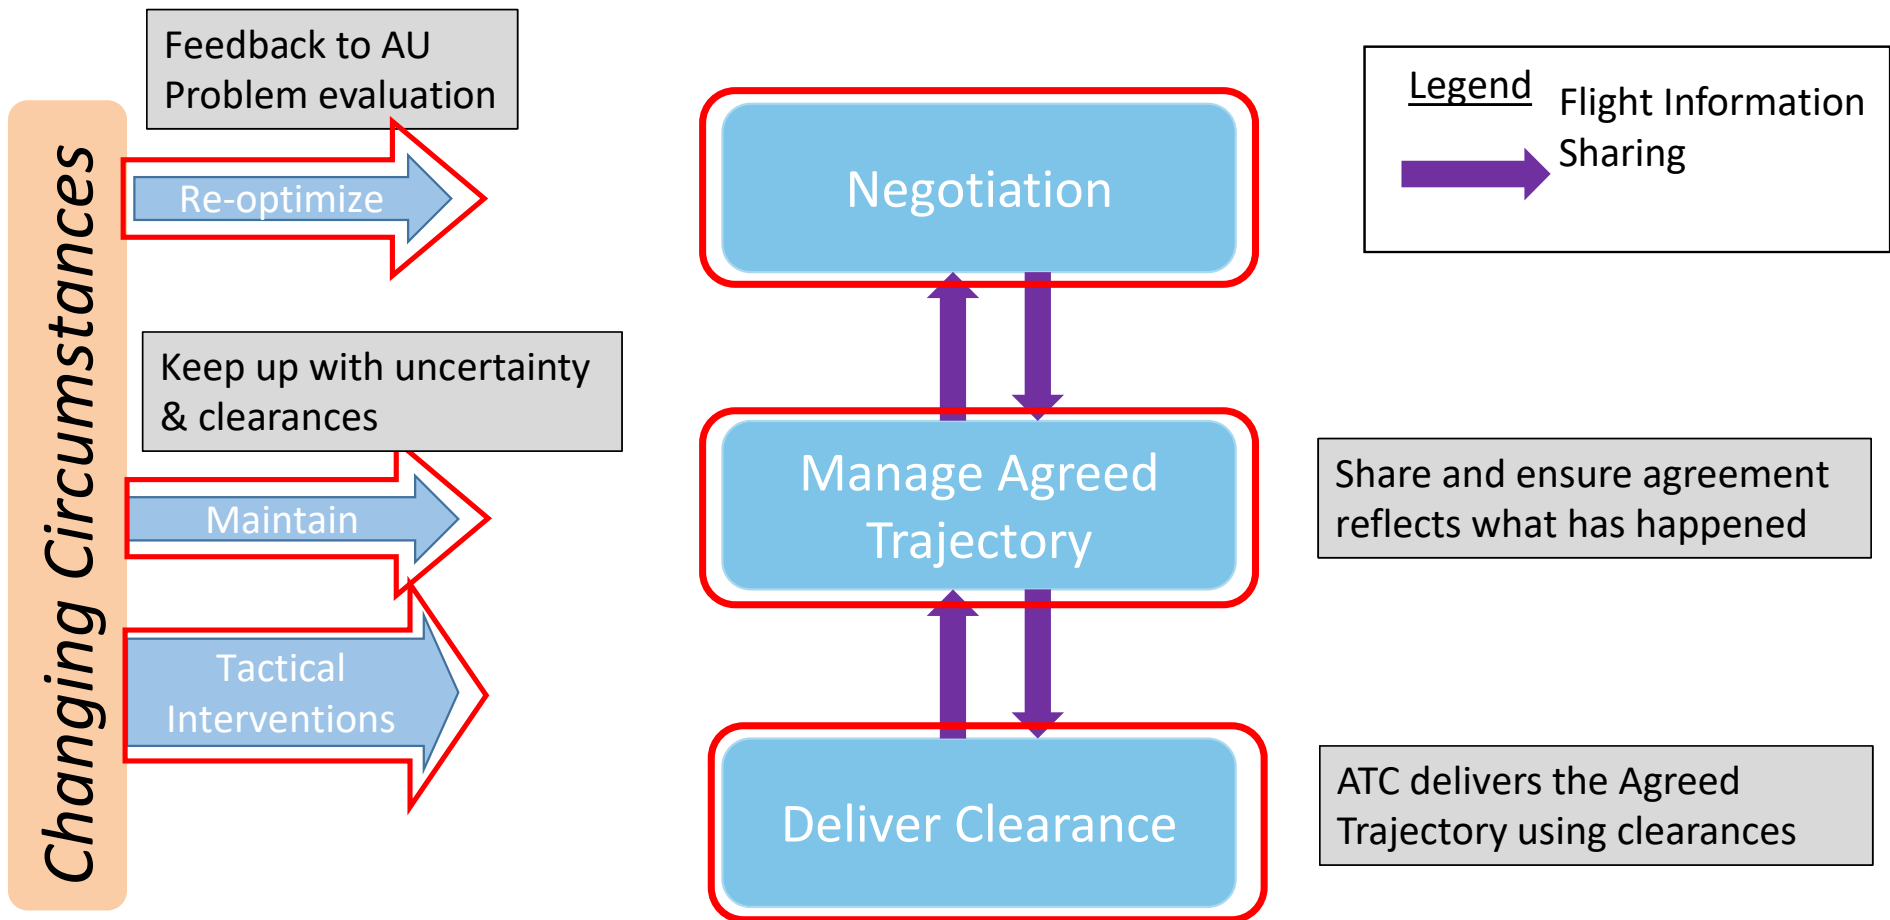 Changing Circumstances
Feedback to AU
Problem evaluation
Re-optimize
Keep up with uncertainty
& clearances
Maintain
Tactical
Interventions
Negotiation
Manage Agreed
Trajectory
Deliver Clearance
Legend
Flight Information
Sharing
Share and ensure agreement
reflects what has happened
ATC delivers the Agreed
Trajectory using clearances